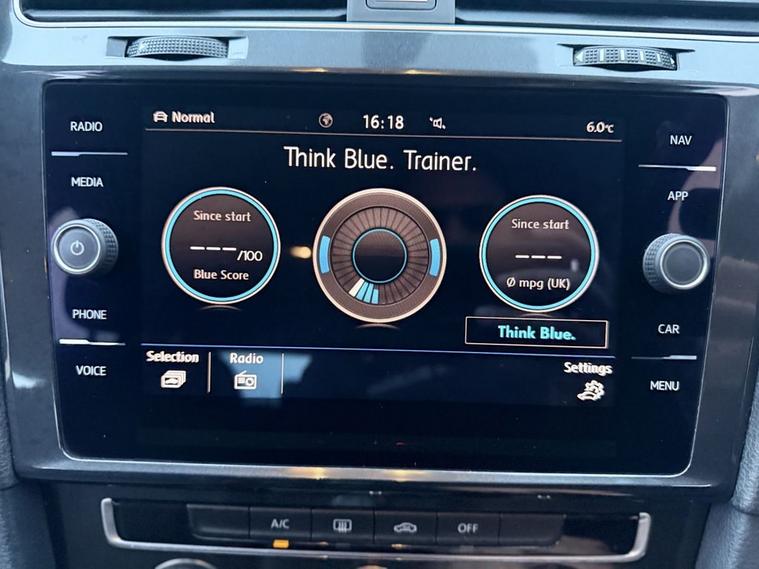 RADIO
MEDIA
PHONE
VOICE
Normal
16:18
6.0°C
Think Blue. Trainer.
Since start
---/100
Blue Score
Since start
---
Ø mpg (UK)
Think Blue.
Selection
Radio
Settings
NAV
APP
CAR
MENU
A/C
OFF